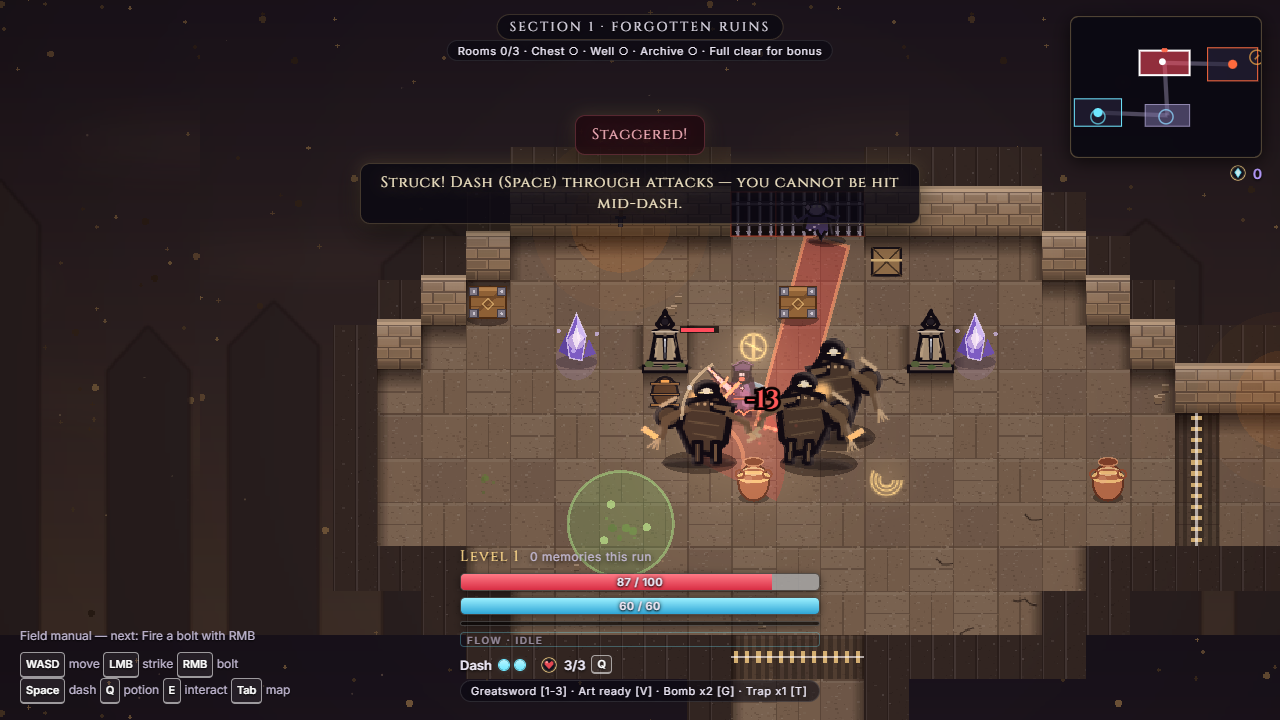 SECTION 1 · FORGOTTEN RUINS
Rooms 0/3 · Chest ○ · Well ○ · Archive ○ · Full clear for bonus
STAGGERED!
STRUCK! DASH (SPACE) THROUGH ATTACKS — YOU CANNOT BE HIT
MID-DASH.
0
-13
LEVEL 1 0 memories this run
87 / 100
60 / 60
FLOW · IDLE
Dash 3/3 Q
Greatsword [1-3] · Art ready [V] · Bomb x2 [G] · Trap x1 [T]
Field manual — next: Fire a bolt with RMB
WASD move LMB strike RMB bolt
Space dash Q potion E interact Tab map